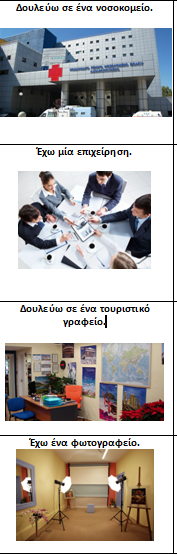 Δουλεύω σε ένα νοσοκομείο.
Έχω μία επιχείρηση.
Δουλεύω σε ένα τουριστικό
γραφείο.
Έχω ένα φωτογραφείο.